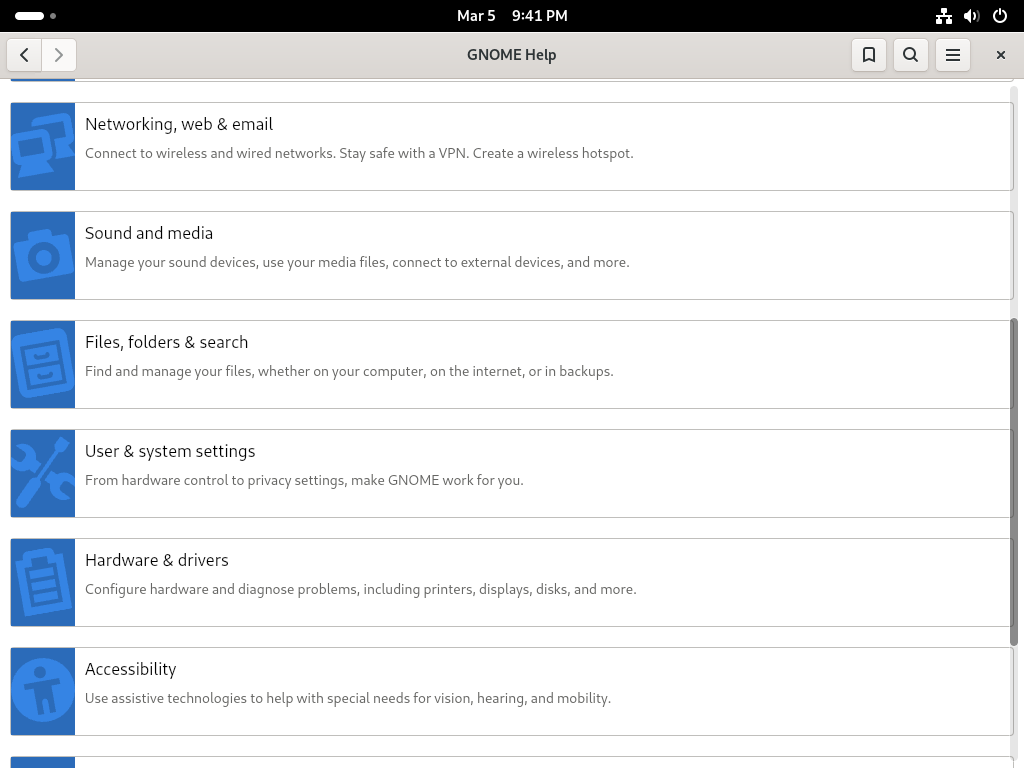 Mar 5 9:41 PM
GNOME Help
Networking, web & email
Connect to wireless and wired networks. Stay safe with a VPN. Create a wireless hotspot.
Sound and media
Manage your sound devices, use your media files, connect to external devices, and more.
Files, folders & search
Find and manage your files, whether on your computer, on the internet, or in backups.
User & system settings
From hardware control to privacy settings, make GNOME work for you.
Hardware & drivers
Configure hardware and diagnose problems, including printers, displays, disks, and more.
Accessibility
Use assistive technologies to help with special needs for vision, hearing, and mobility.